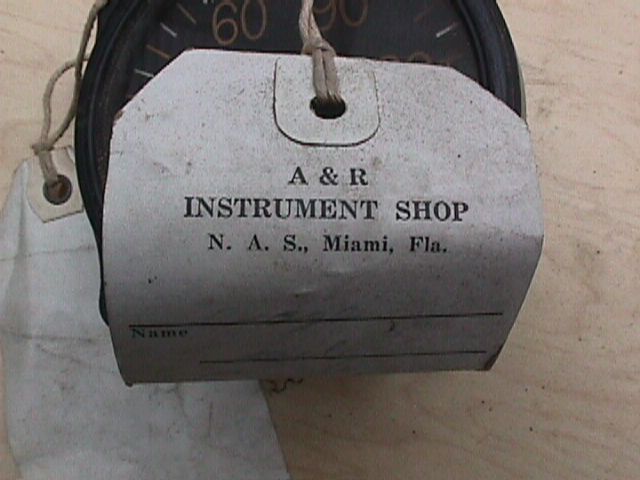 60 90
A & R
INSTRUMENT SHOP
N. A. S., Miami, Fla.
Name